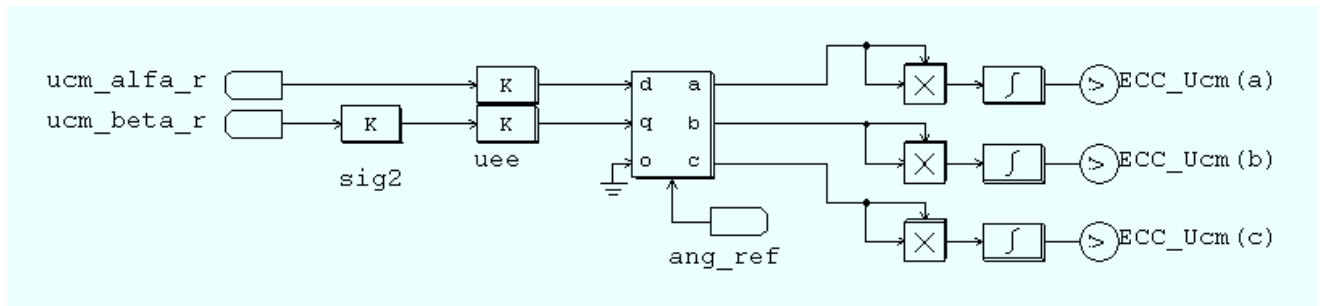 ucm_alfa_r
K
d
a
ECC_Ucm(a)
ucm_beta_r
K
K
q
b
ECC_Ucm(b)
uee
sig2
o
c
ang_ref
ECC_Ucm(c)